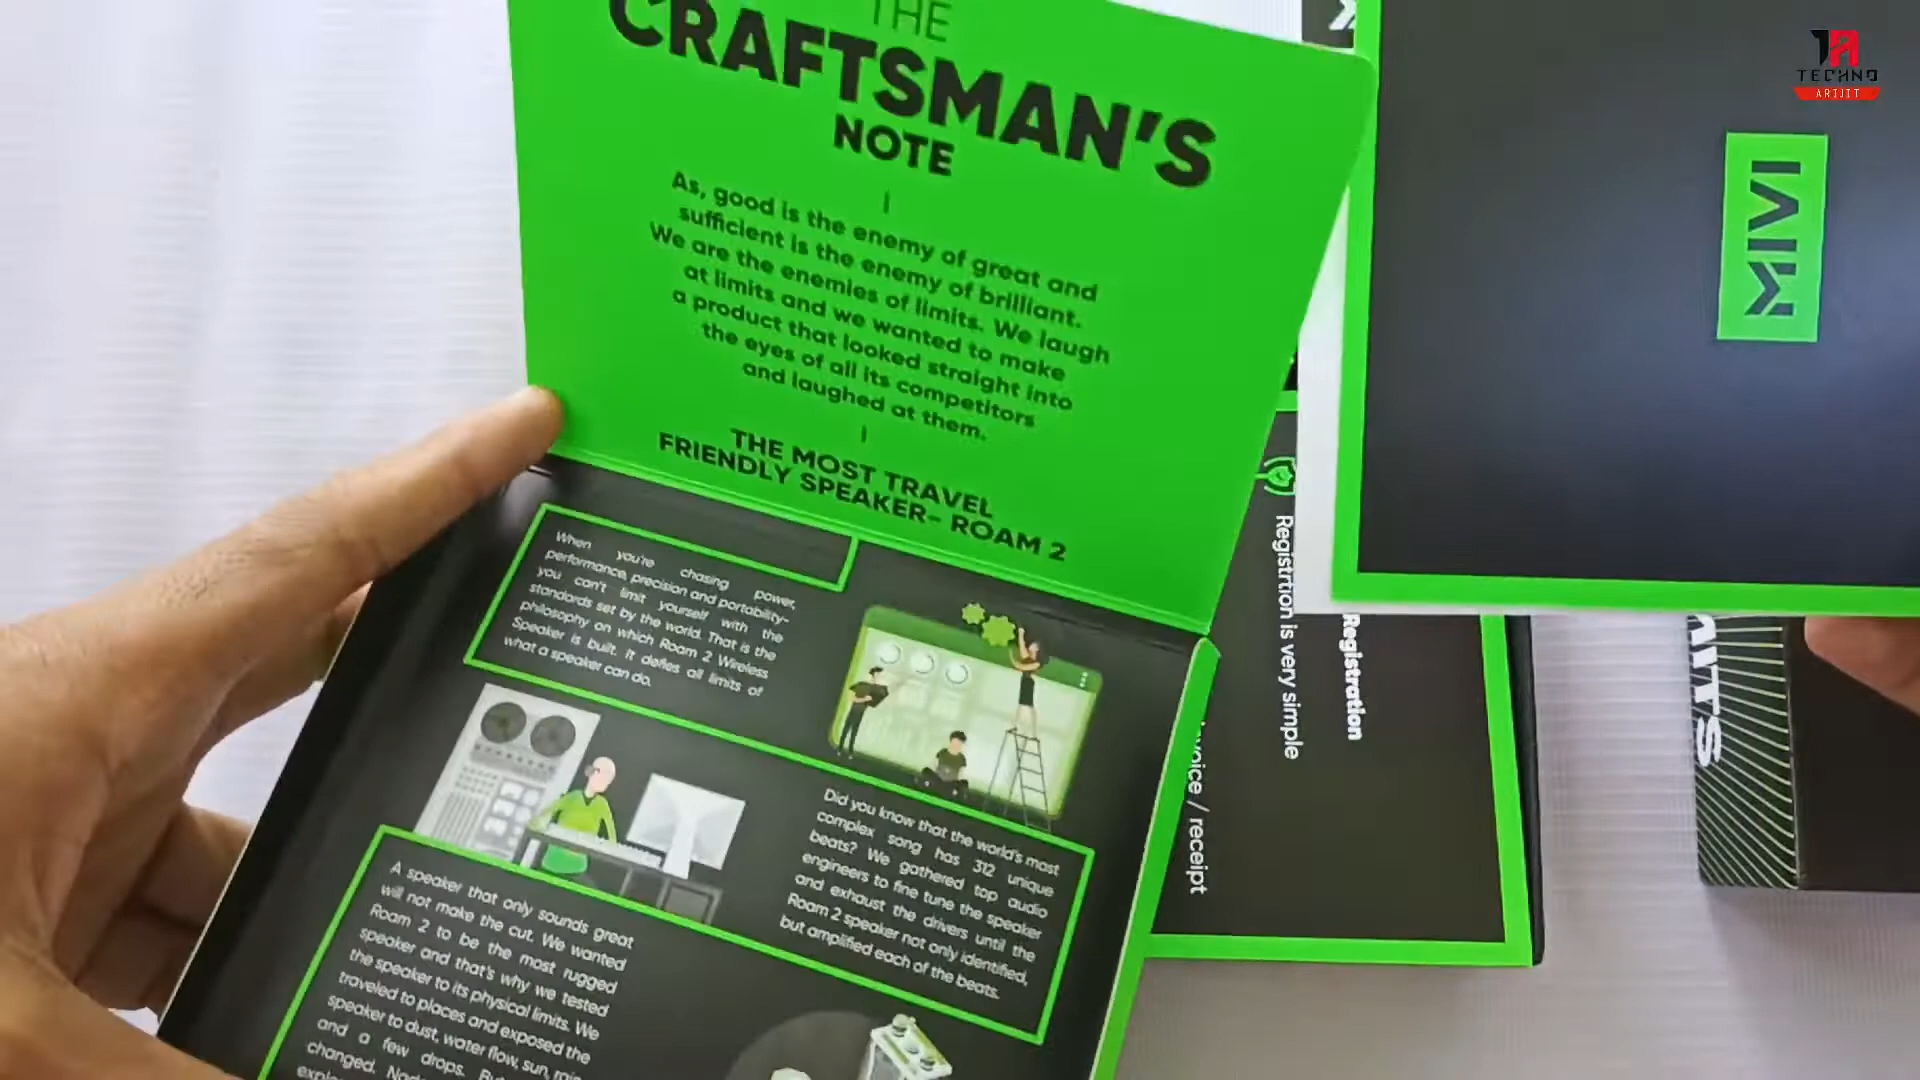 THE
CRAFTSMAN'S
NOTE
As, good is the enemy of great and
sufficient is the enemy of brilliant.
We are the enemies of limits. We laugh
at limits and we wanted to make
a product that looked straight into
the eyes of all its competitors
and laughed at them.
THE MOST TRAVEL
FRIENDLY SPEAKER- ROAM 2
When you're chasing power,
performance, precision and portability-
you can't limit yourself with the
standards set by the world. That is the
philosophy on which Roam 2 Wireless
Speaker is built. It defies all limits of
what a speaker can do.
Did you know that the world's most
complex song has 312 unique
beats? We gathered top audio
engineers to fine tune the speaker
and exhaust the drivers until the
Roam 2 speaker not only identified,
but amplified each of the beats.
A speaker that only sounds great
will not make the cut. We wanted
Roam 2 to be the most rugged
speaker and that's why we tested
the speaker to its physical limits. We
traveled to places and exposed the
speaker to dust, water flow, sun, rain
and a few drops.
changed.
Registration
Registrtion is very simple
/ receipt
MIVI
TECHNO
ARIJIT